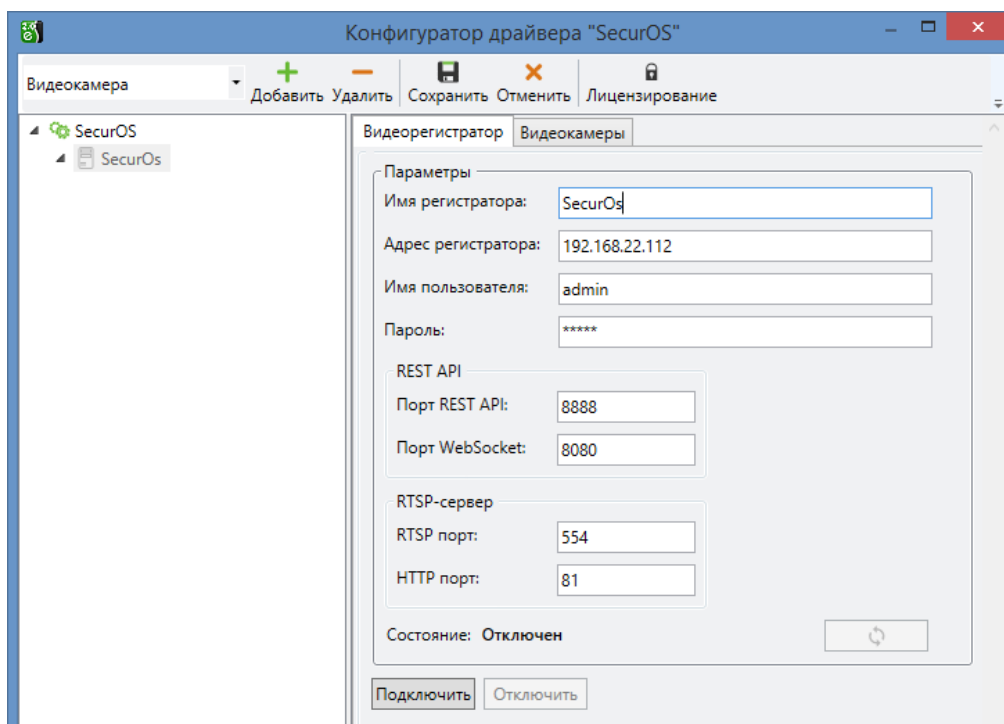 Конфигуратор драйвера "SecurOS"
Видеокамера
Добавить Удалить Сохранить Отменить Лицензирование
SecurOS
SecurOs
Видеорегистратор Видеокамеры
Параметры
Имя регистратора: SecurOs
Адрес регистратора: 192.168.22.112
Имя пользователя: admin
Пароль: *****
REST API
Порт REST API: 8888
Порт WebSocket: 8080
RTSP-сервер
RTSP порт: 554
HTTP порт: 81
Состояние: Отключен
Подключить Отключить